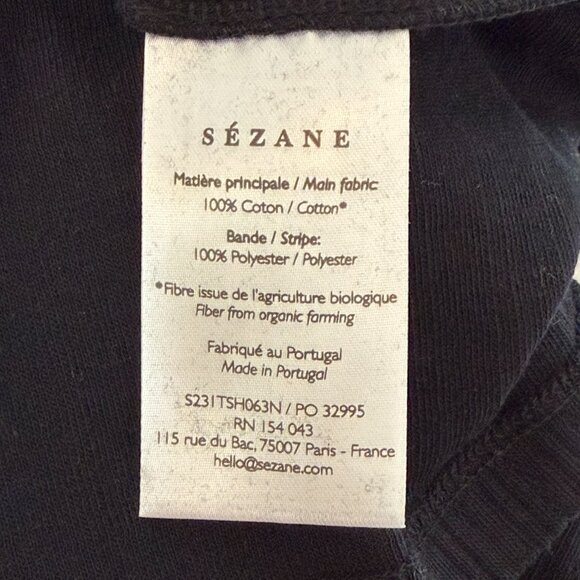 SÉZANE
Matière principale / Main fabric
100% Coton / Cotton*
Bande / Stripe:
100% Polyester / Polyester
*Fibre issue de l'agriculture biologique
Fiber from organic farming
Fabriqué au Portugal
Made in Portugal
S231TSH063N / PO 32995
RN 154 043
115 rue du Bac, 75007 Paris - France
hello@sezane.com